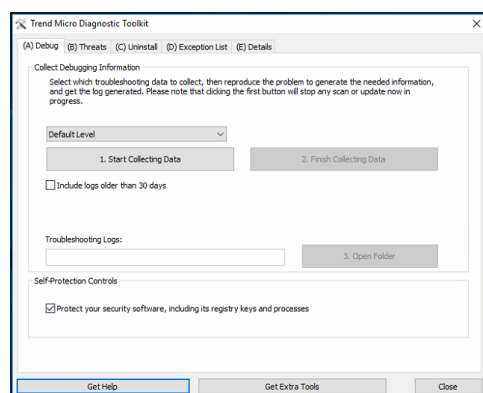 Trend Micro Diagnostic Toolkit
(A) Debug (B) Threats (C) Uninstall (D) Exception List (E) Details
Collect Debugging Information
Select which troubleshooting data to collect, then reproduce the problem to generate the needed information,
and get the log generated. Please note that clicking the first button will stop any scan or update now in
progress.
Default Level
1. Start Collecting Data 2. Finish Collecting Data
Include logs older than 30 days
Troubleshooting Logs:
3. Open Folder
Self-Protection Controls
Protect your security software, including its registry keys and processes
Get Help Get Extra Tools Close